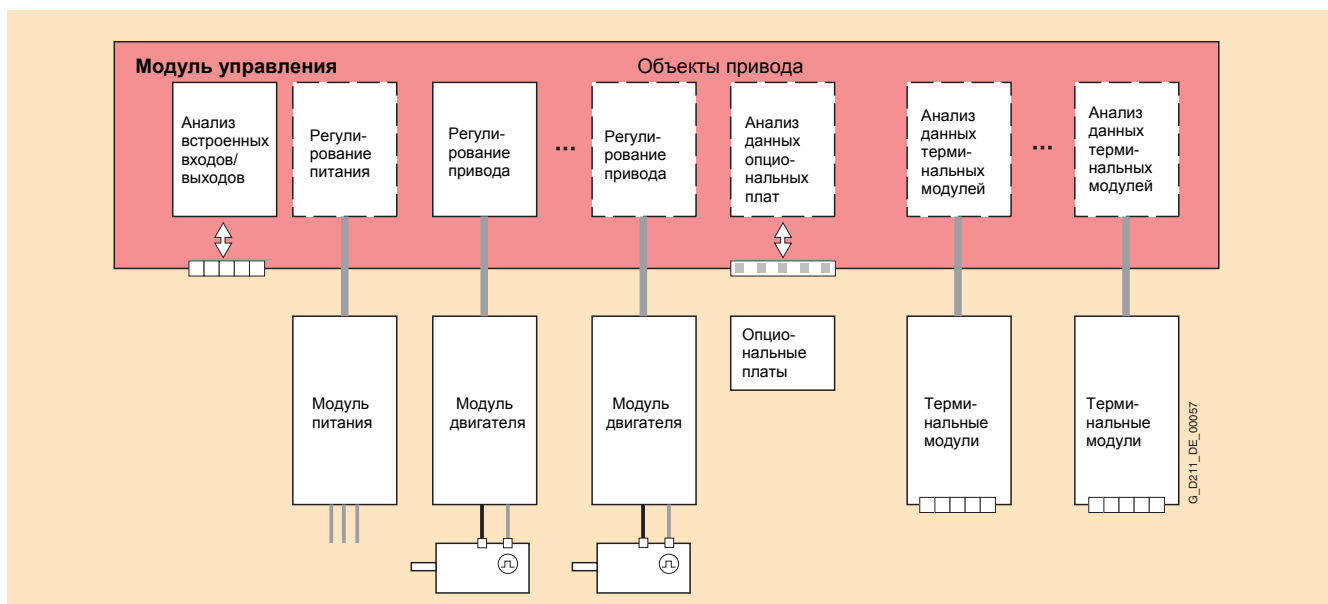 Модуль управления
Объекты привода
Анализ
встроенных
входов/
выходов
Регули-
рование
питания
Регули-
рование
привода
...
Регули-
рование
привода
Анализ
данных
опцио-
нальных
плат
Анализ
данных
терми-
нальных
модулей
...
Анализ
данных
терми-
нальных
модулей
Модуль
питания
Модуль
двигателя
Модуль
двигателя
Опцио-
нальные
платы
Терми-
нальные
модули
Терми-
нальные
модули
G_D211_DE_00057